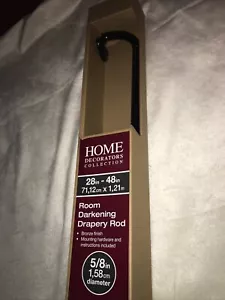 HOME
DECORATORS
COLLECTION
28in - 48in
71,12cm x 1,21m
Room
Darkening
Drapery Rod
• Bronze finish
• Mounting hardware and
instructions included
5/8in
1,58cm
diameter